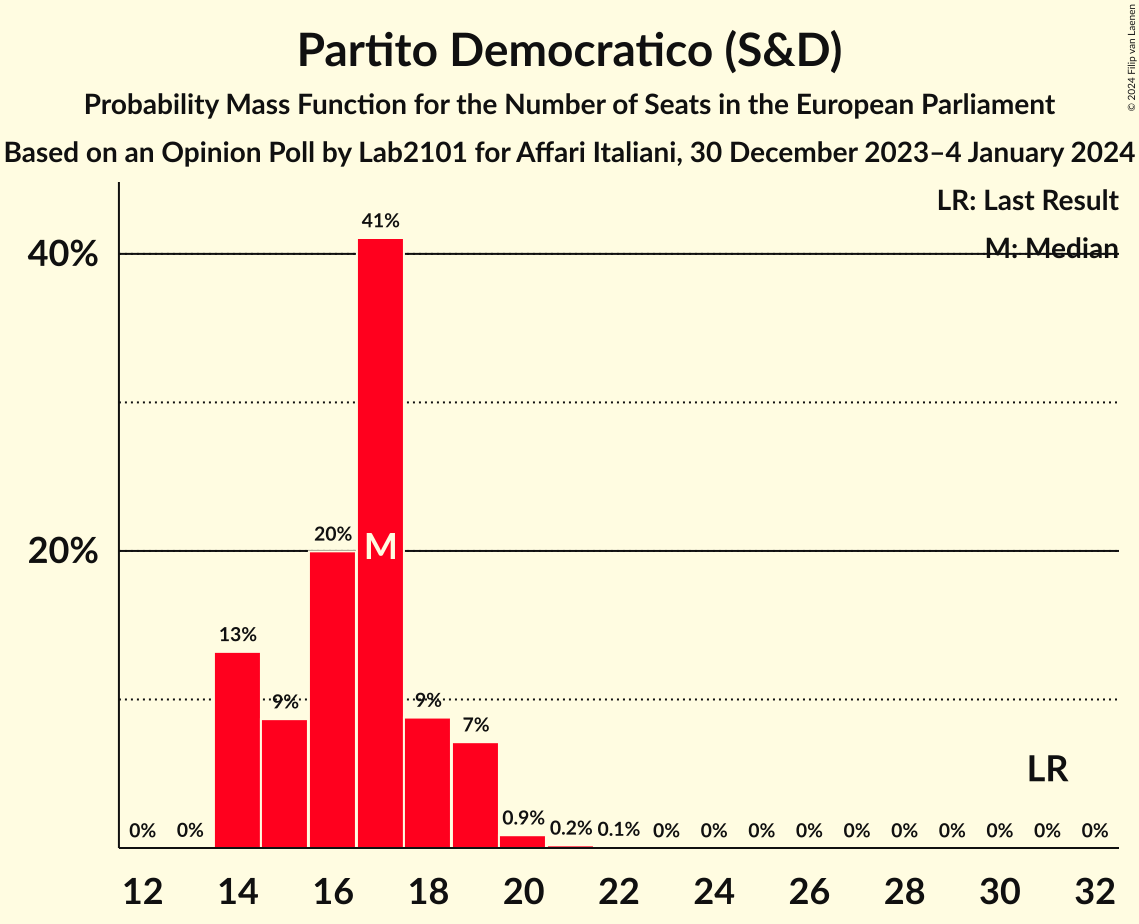 Partito Democratico (S&D)
Probability Mass Function for the Number of Seats in the European Parliament
Based on an Opinion Poll by Lab2101 for Affari Italiani, 30 December 2023–4 January 2024
© 2024 Filip van Laenen
LR: Last Result
M: Median
40%
20%
0%
0%
13%
9%
20%
41%
M
9%
7%
0.9%
0.2%
0.1%
0%
0%
0%
0%
0%
0%
0%
0%
0%
0%
LR
12 14 16 18 20 22 24 26 28 30 32